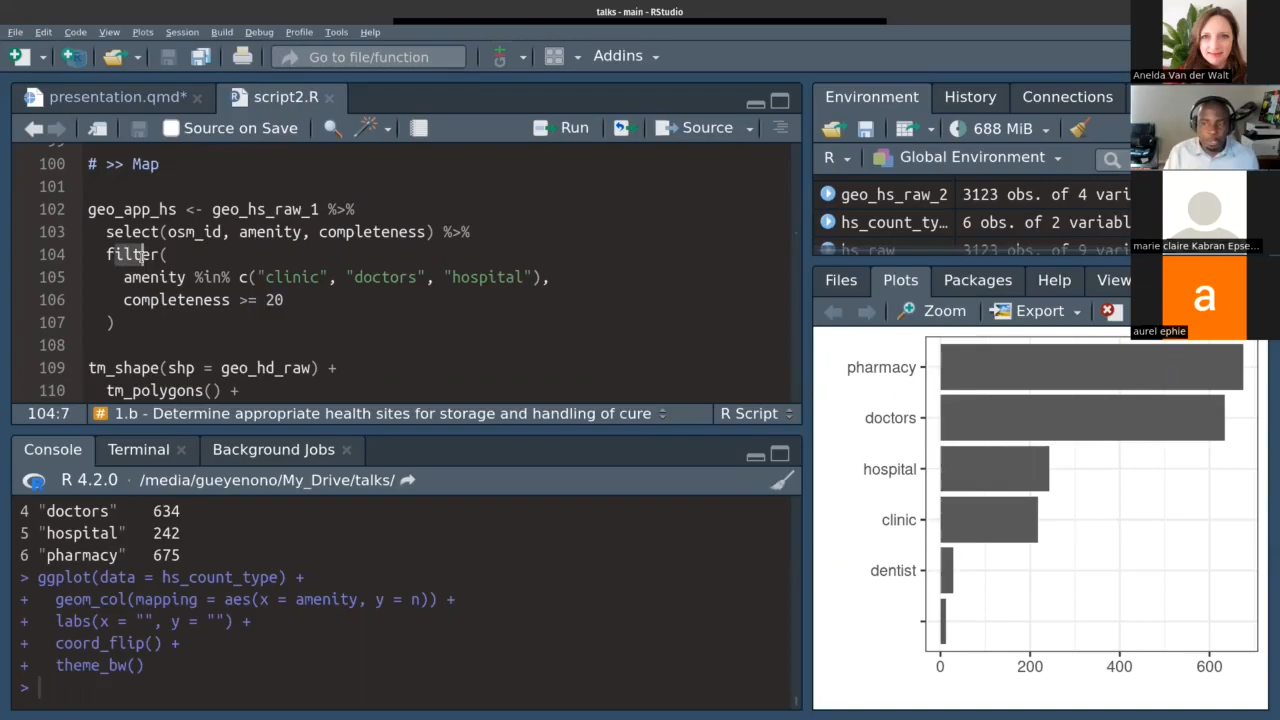 talks - main - RStudio
File Edit Code View Plots Session Build Debug Profile Tools Help
Go to file/function
Addins
presentation.qmd*
script2.R
Source on Save
Run
Source
100 # >> Map
101
102 geo_app_hs <- geo_hs_raw_1 %>%
103 select(osm_id, amenity, completeness) %>%
104 filter(
105 amenity %in% c("clinic", "doctors", "hospital"),
106 completeness >= 20
107 )
108
109 tm_shape(shp = geo_hd_raw) +
110 tm_polygons() +
104:7 # 1.b - Determine appropriate health sites for storage and handling of cure R Script
Console Terminal Background Jobs
R 4.2.0 · /media/gueyenono/My_Drive/talks/
4 "doctors" 634
5 "hospital" 242
6 "pharmacy" 675
> ggplot(data = hs_count_type) +
+ geom_col(mapping = aes(x = amenity, y = n)) +
+ labs(x = "", y = "") +
+ coord_flip() +
+ theme_bw()
>
Environment History Connections
688 MiB
R Global Environment
geo_hs_raw_2 3123 obs. of 4 vari
hs_count_ty… 6 obs. of 2 variabl
hs_raw 3123 obs. of 9 vari
Files Plots Packages Help View
Zoom Export
pharmacy
doctors
hospital
clinic
dentist
0 200 400 600
Anelda Van der Walt
marie claire Kabran Epse...
a
aurel ephie